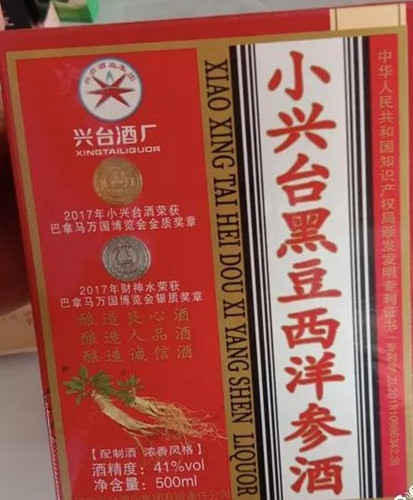 兴台酒业集团
兴台酒厂
XINGTAILIQUOR
2017年小兴台酒荣获
巴拿马万国博览会金质奖章
2017年财神水荣获
巴拿马万国博览会银质奖章
酿造良心酒
酿造人品酒
酿造诚信酒
【配制酒 浓香风格】
酒精度：41%vol
净含量：500ml
XIAO XING TAI HEI DOU XI YANG SHEN LIQUOR
小兴台黑豆西洋参酒
中华人民共和国知识产权局颁发发明专利证书